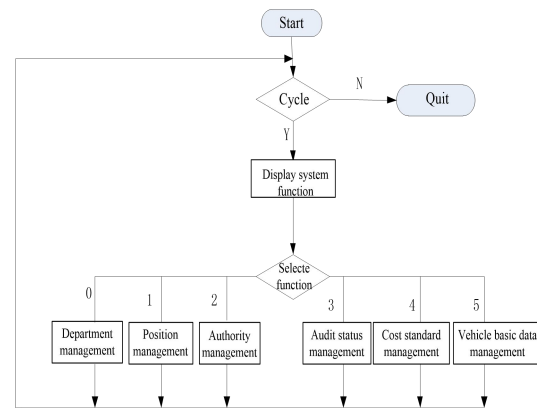 Start
Cycle
N
Quit
Y
Display system
function
Selecte
function
0
1
2
3
4
5
Department
management
Position
management
Authority
management
Audit status
management
Cost standard
management
Vehicle basic data
management